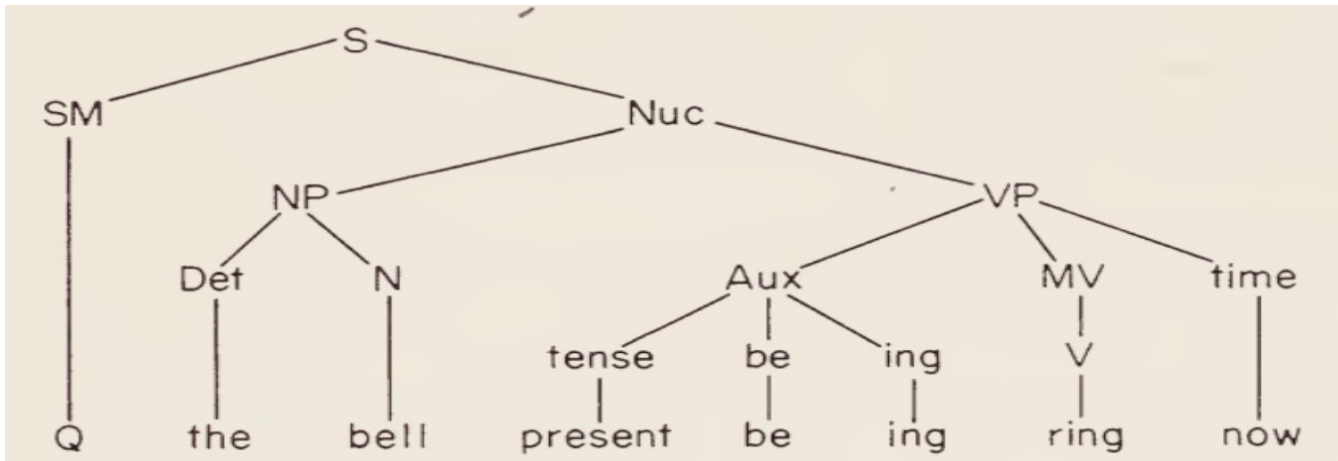 S
SM Nuc
NP VP
Det N Aux MV time
tense be ing V
Q the bell present be ing ring now